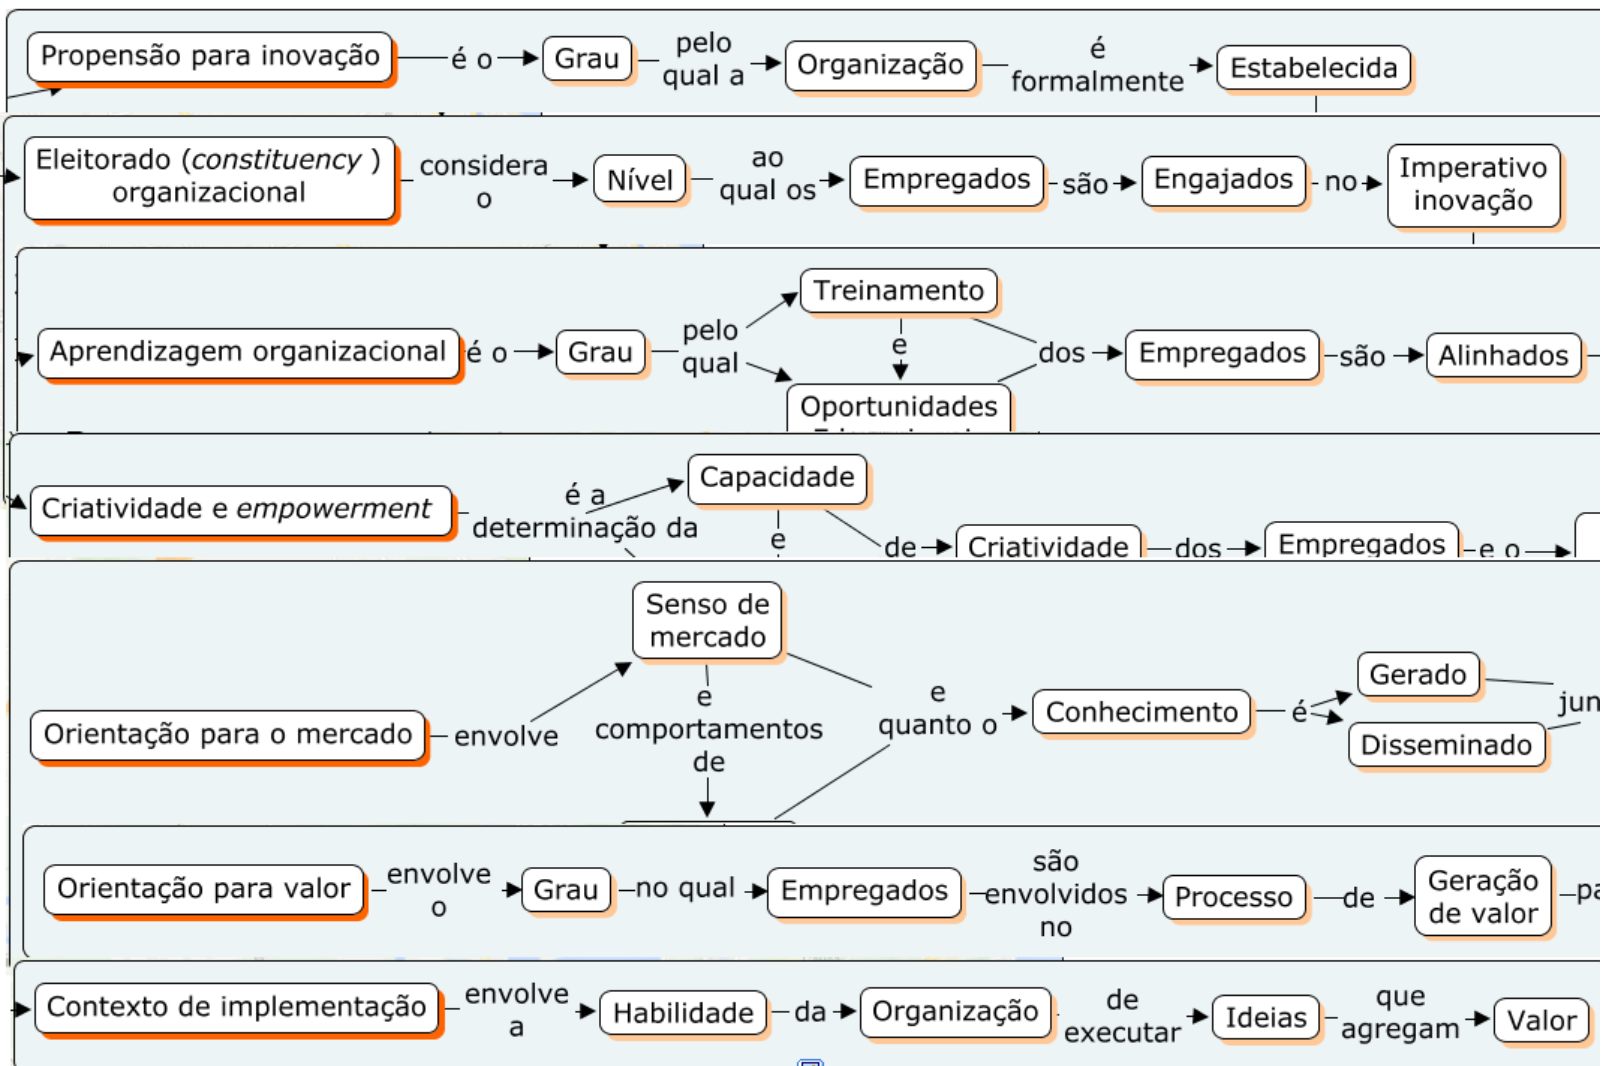 Propensão para inovação é o Grau pelo qual a Organização é formalmente Estabelecida
Eleitorado (constituency ) organizacional considera o Nível ao qual os Empregados são Engajados no Imperativo inovação
Aprendizagem organizacional é o Grau pelo qual Treinamento e Oportunidades dos Empregados são Alinhados
Criatividade e empowerment é a determinação da Capacidade e de Criatividade dos Empregados e o
Orientação para o mercado envolve Senso de mercado e comportamentos de e quanto o Conhecimento é Gerado Disseminado jun
Orientação para valor envolve o Grau no qual Empregados são envolvidos no Processo de Geração de valor pa
Contexto de implementação envolve a Habilidade da Organização de executar Ideias que agregam Valor